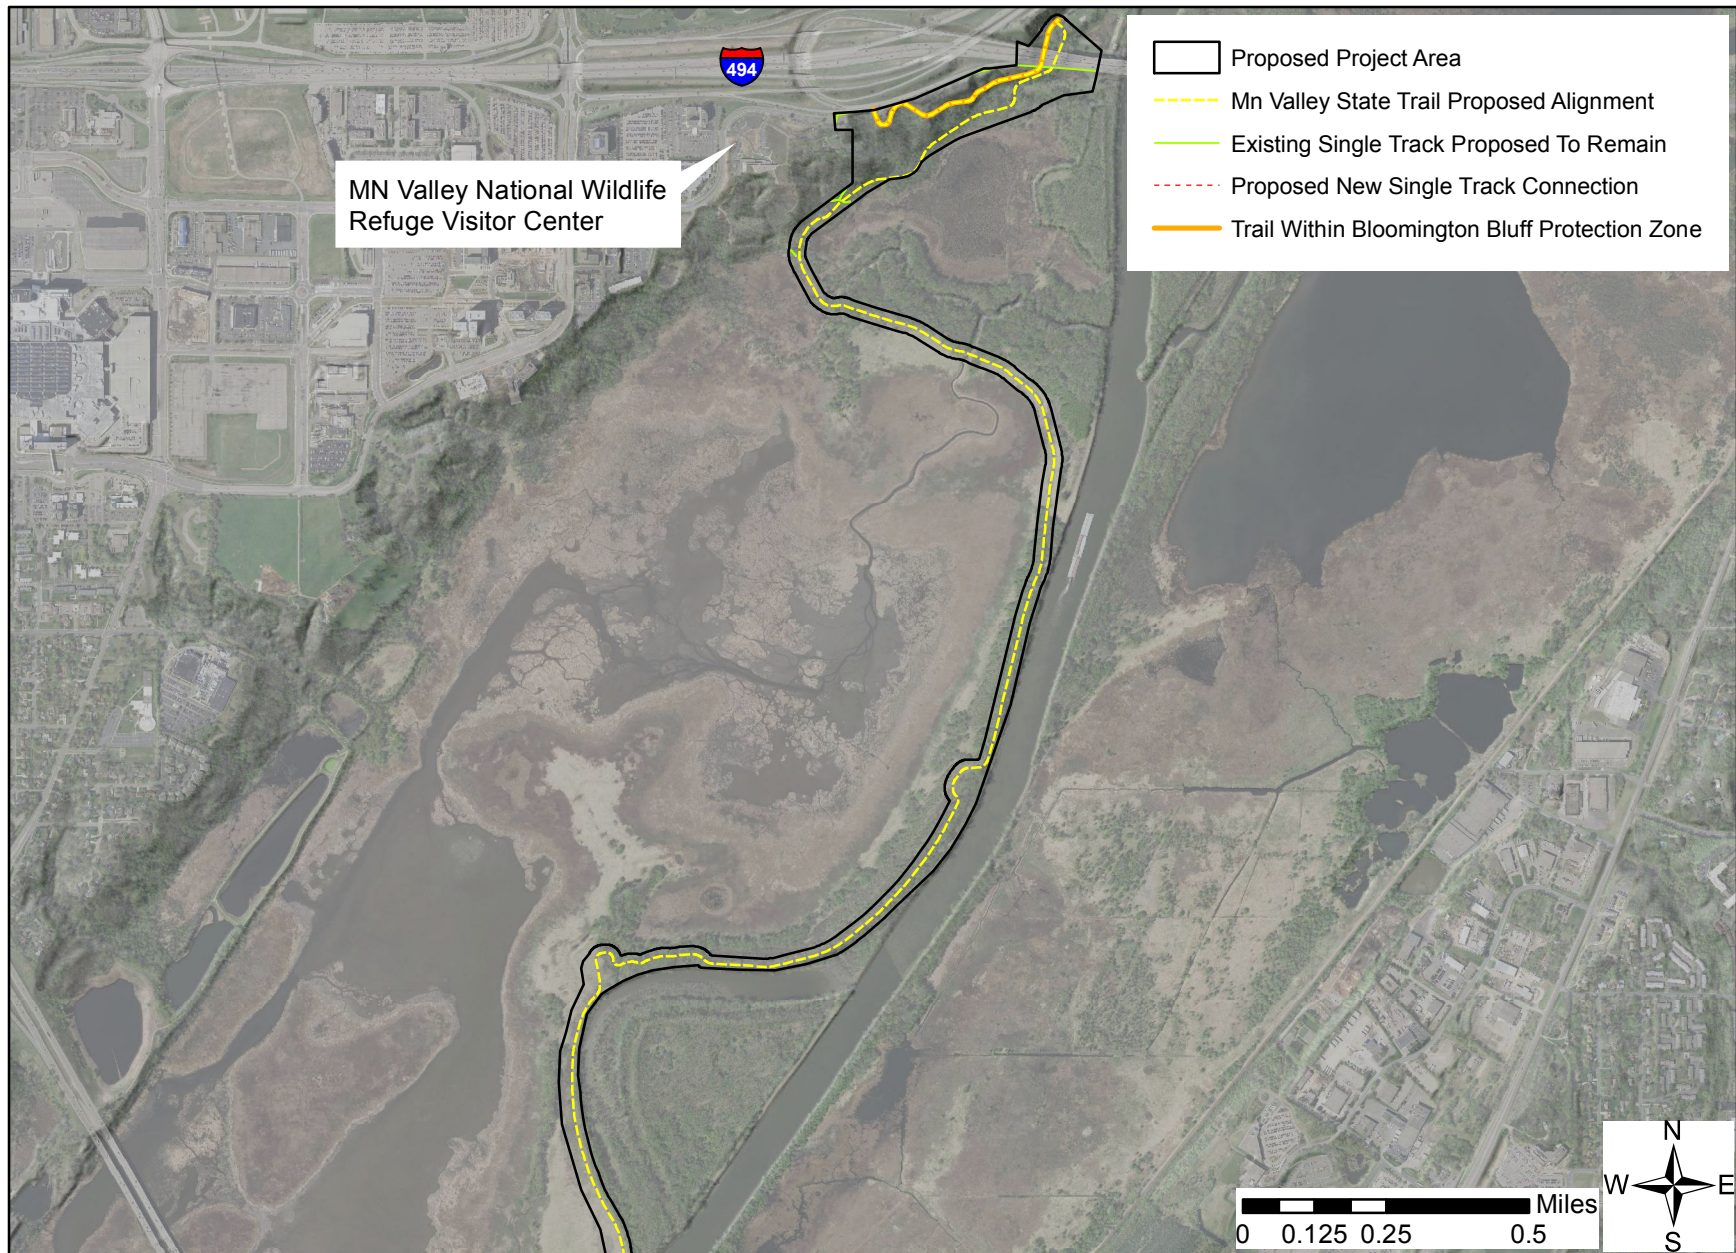 494
MN Valley National Wildlife
Refuge Visitor Center
Proposed Project Area
Mn Valley State Trail Proposed Alignment
Existing Single Track Proposed To Remain
Proposed New Single Track Connection
Trail Within Bloomington Bluff Protection Zone
N
W E
S
Miles
0 0.125 0.25 0.5